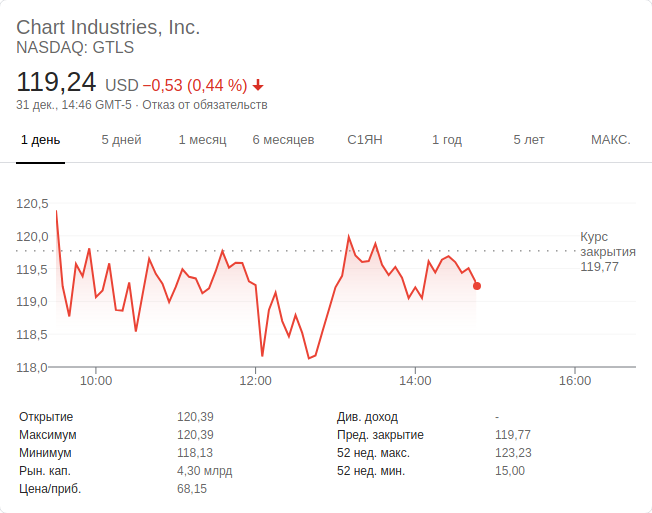 Chart Industries, Inc.
NASDAQ: GTLS
119,24 USD −0,53 (0,44 %)
31 дек., 14:46 GMT-5 · Отказ от обязательств
1 день 5 дней 1 месяц 6 месяцев С1ЯН 1 год 5 лет МАКС.
120,5
120,0
119,5
119,0
118,5
118,0
Курс
закрытия
119,77
10:00 12:00 14:00 16:00
Открытие 120,39
Максимум 120,39
Минимум 118,13
Рын. кап. 4,30 млрд
Цена/приб. 68,15
Див. доход -
Пред. закрытие 119,77
52 нед. макс. 123,23
52 нед. мин. 15,00